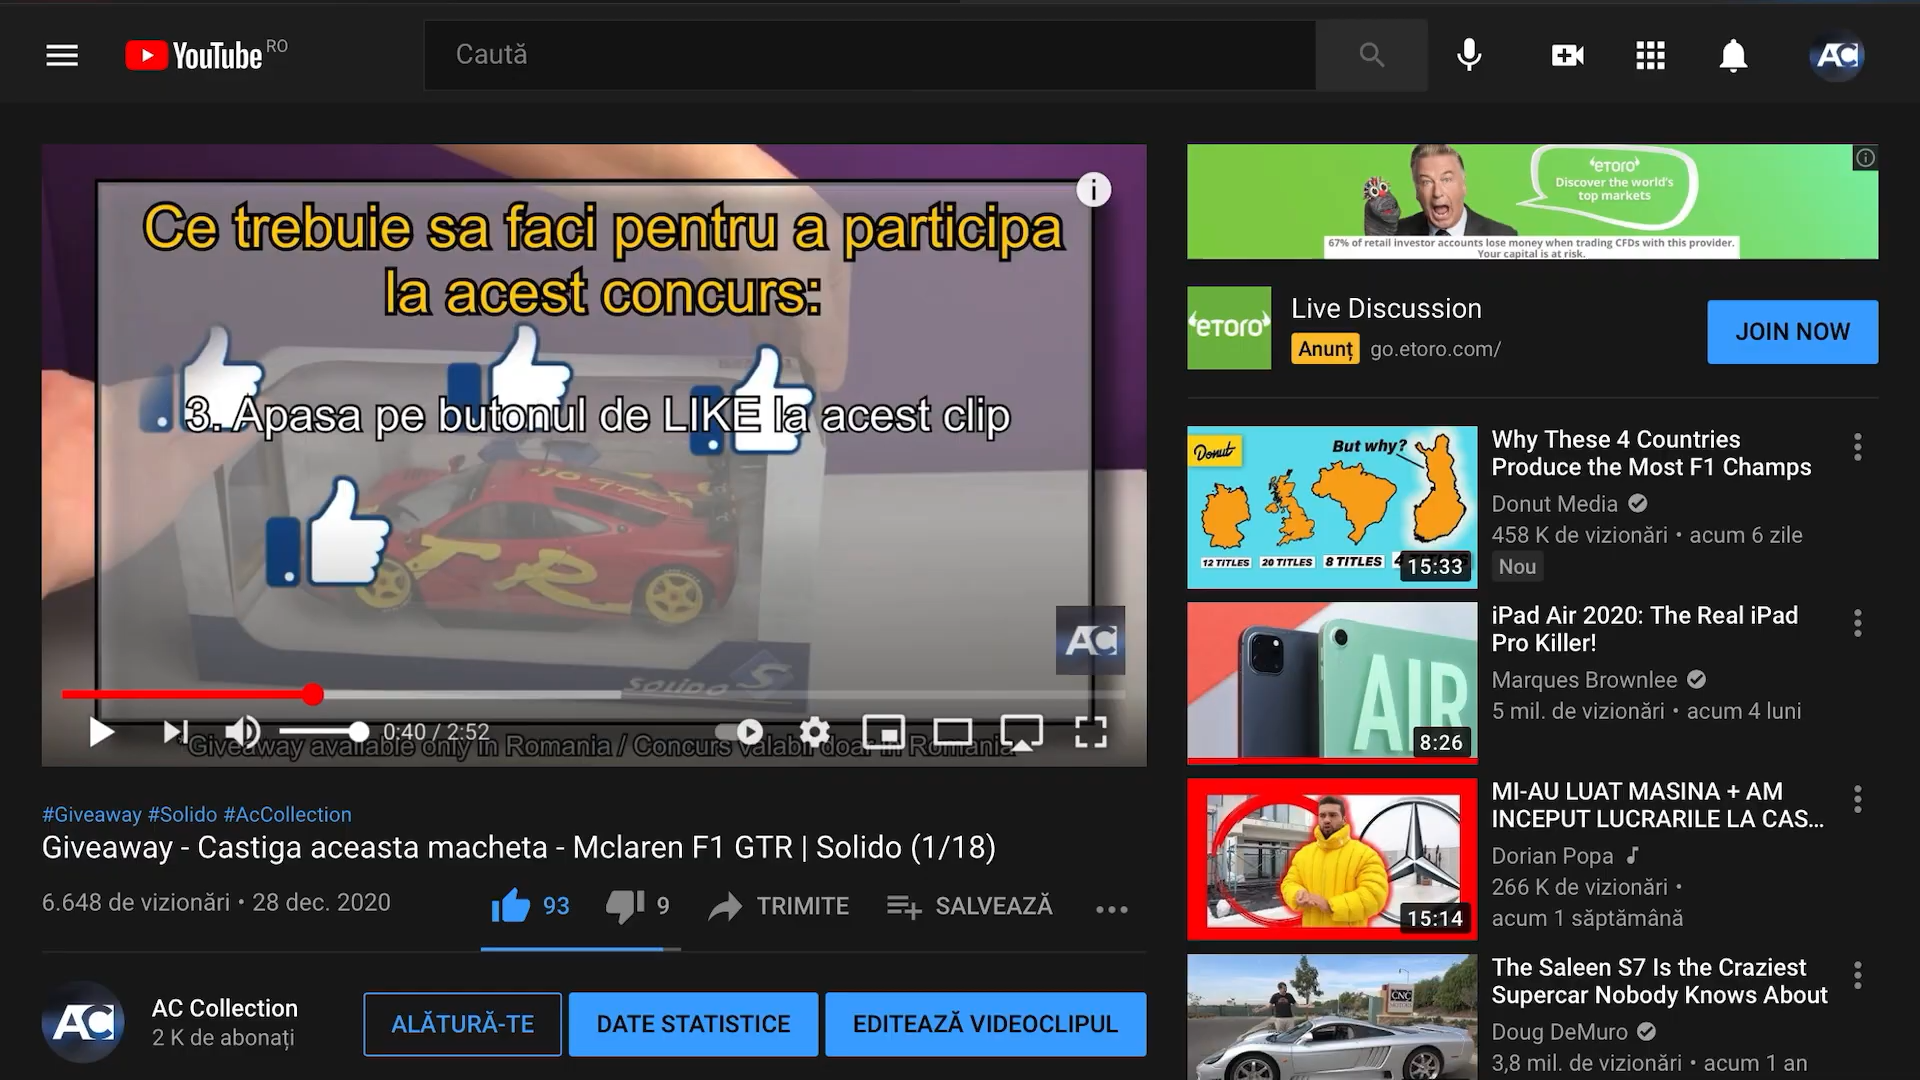 YouTube RO
Caută
AC
Ce trebuie sa faci pentru a participa
la acest concurs:
3. Apasa pe butonul de LIKE la acest clip
SOLIDO
AC
0:40 / 2:52
*Giveaway available only in Romania / Concurs valabil doar in Romania
#Giveaway #Solido #AcCollection
Giveaway - Castiga aceasta macheta - Mclaren F1 GTR | Solido (1/18)
6.648 de vizionări • 28 dec. 2020
93
9
TRIMITE
SALVEAZĂ
AC
AC Collection
2 K de abonați
ALĂTURĂ-TE
DATE STATISTICE
EDITEAZĂ VIDEOCLIPUL
eTORO
Discover the world's
top markets
67% of retail investor accounts lose money when trading CFDs with this provider.
Your capital is at risk.
eTORO
Live Discussion
Anunț go.etoro.com/
JOIN NOW
Donut
But why?
12 TITLES 20 TITLES 8 TITLES
15:33
Why These 4 Countries
Produce the Most F1 Champs
Donut Media
458 K de vizionări • acum 6 zile
Nou
AIR
8:26
iPad Air 2020: The Real iPad
Pro Killer!
Marques Brownlee
5 mil. de vizionări • acum 4 luni
15:14
MI-AU LUAT MASINA + AM
INCEPUT LUCRARILE LA CAS...
Dorian Popa
266 K de vizionări •
acum 1 săptămână
CNC
The Saleen S7 Is the Craziest
Supercar Nobody Knows About
Doug DeMuro
3,8 mil. de vizionări • acum 1 an